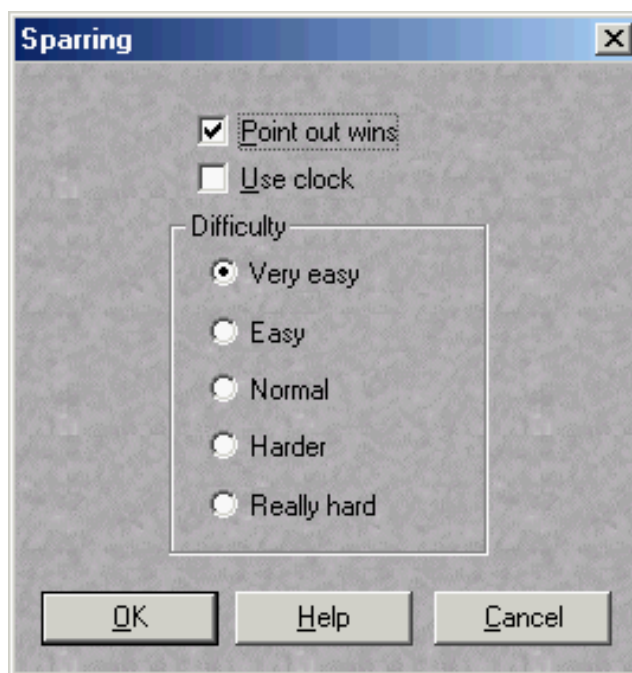 Sparring
Point out wins
Use clock
Difficulty
Very easy
Easy
Normal
Harder
Really hard
OK Help Cancel